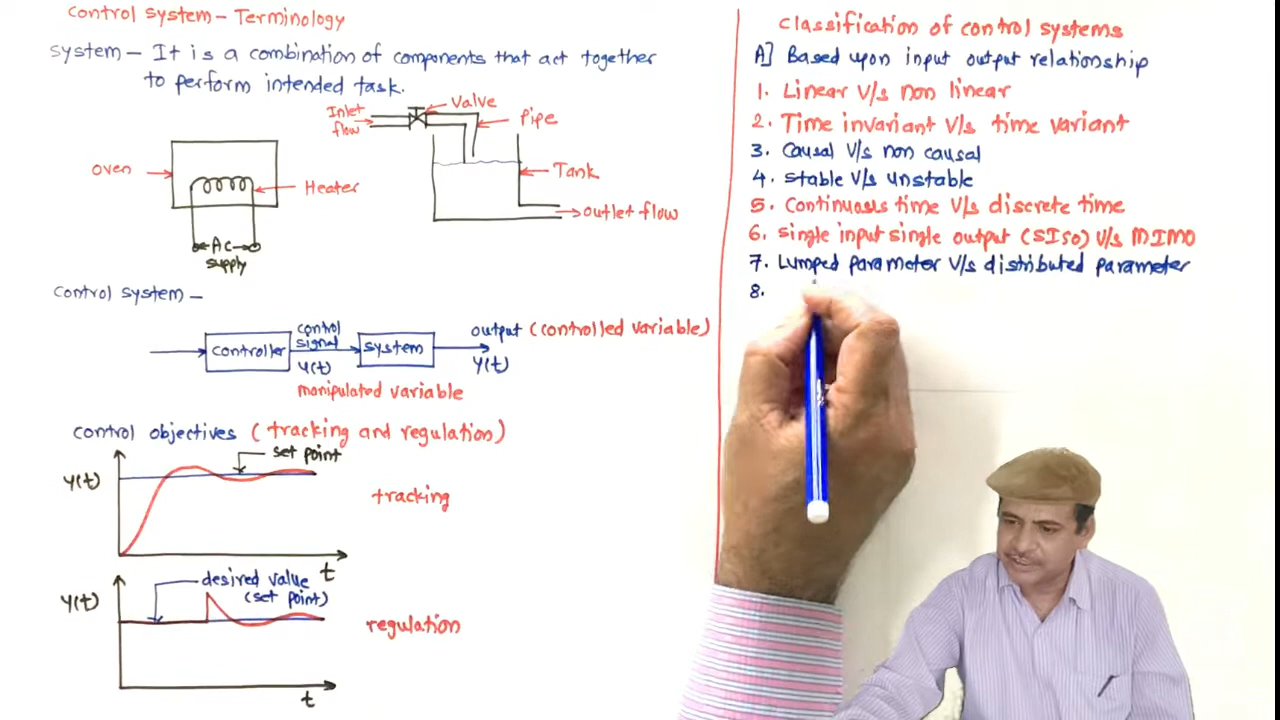 Control system - Terminology
System - It is a combination of components that act together
to perform intended task.
Inlet
flow
Valve
Pipe
Tank
outlet flow
oven
Heater
AC
supply
Control system -
controller
control
signal
u(t)
manipulated variable
system
output (controlled variable)
y(t)
control objectives (tracking and regulation)
set point
y(t)
tracking
t
desired value
(set point)
y(t)
regulation
t
Classification of control systems
A] Based upon input output relationship
1. Linear V/s non linear
2. Time invariant V/s time variant
3. Causal V/s non causal
4. stable V/s unstable
5. Continuous time V/s discrete time
6. single input single output (SISO) V/s MIMO
7. Lumped parameter V/s distributed parameter
8.